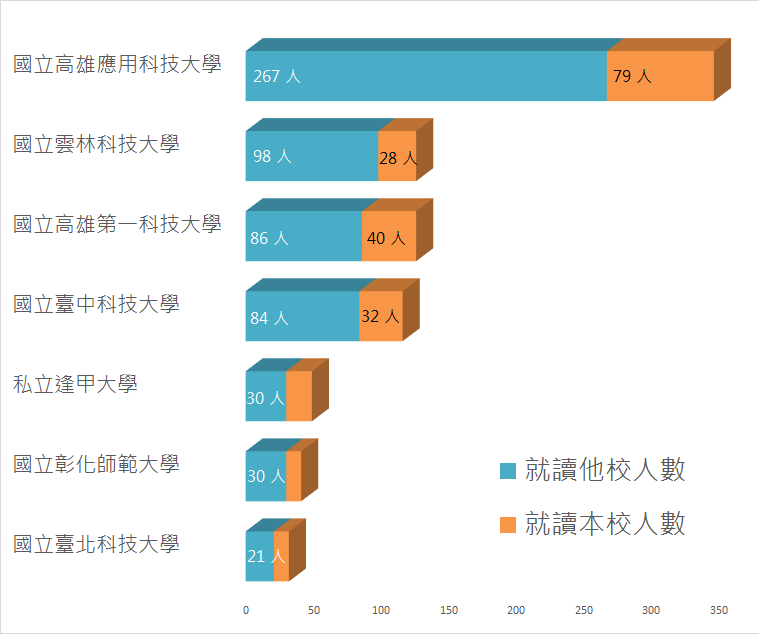 國立高雄應用科技大學
267 人
79 人
國立雲林科技大學
98 人
28 人
國立高雄第一科技大學
86 人
40 人
國立臺中科技大學
84 人
32 人
私立逢甲大學
30 人
國立彰化師範大學
30 人
就讀他校人數
就讀本校人數
國立臺北科技大學
21 人
0 50 100 150 200 250 300 350